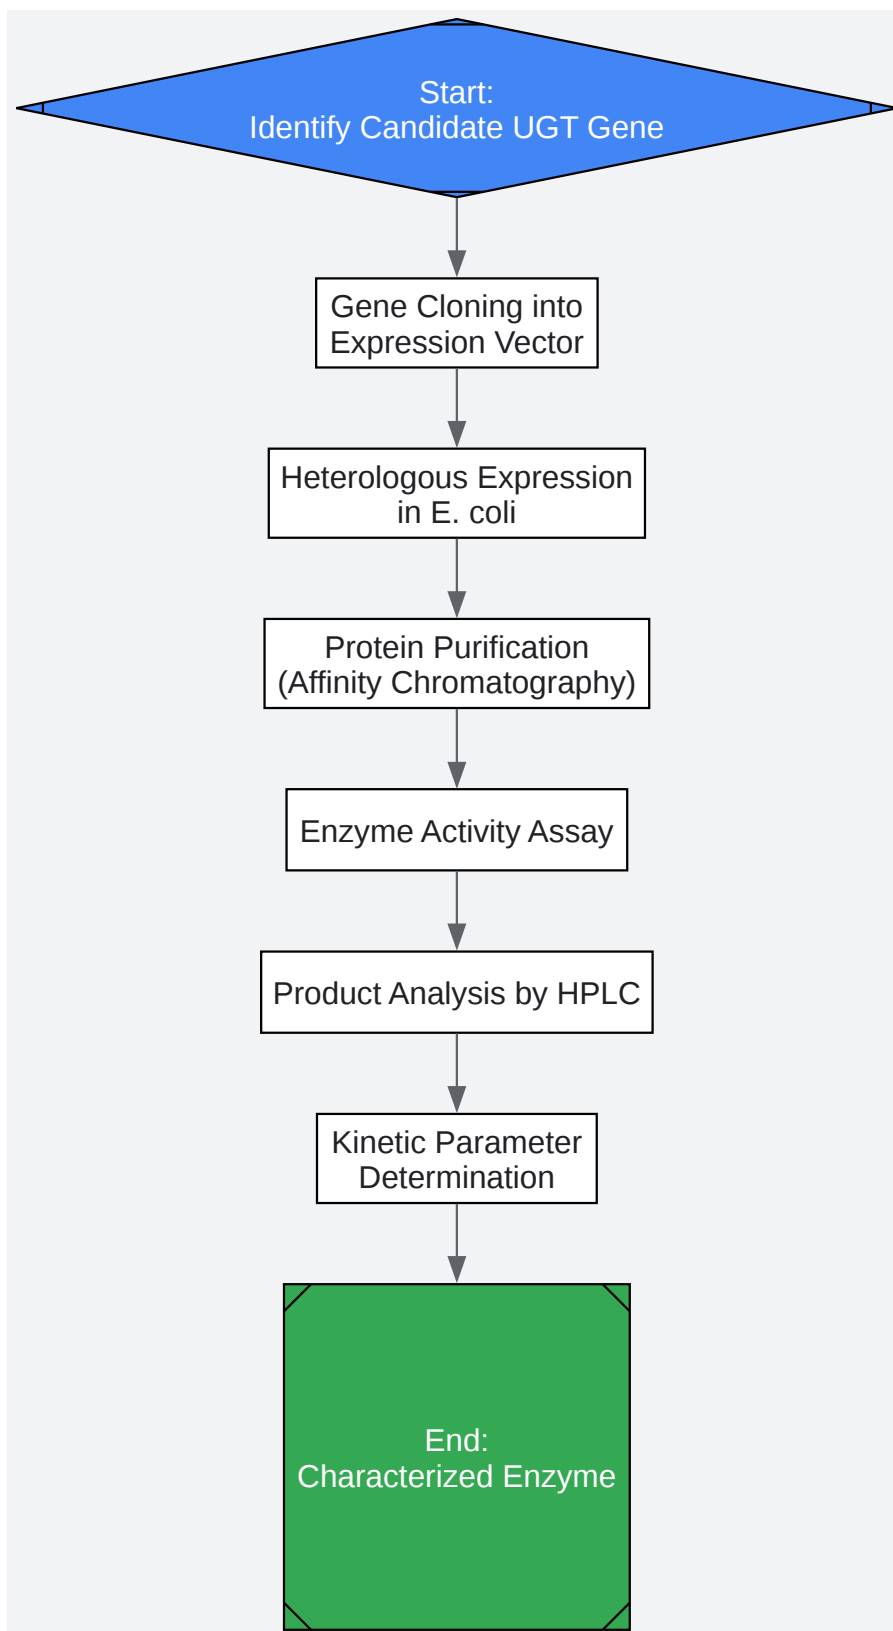 Start:
Identify Candidate UGT Gene
Gene Cloning into
Expression Vector
Heterologous Expression
in E. coli
Protein Purification
(Affinity Chromatography)
Enzyme Activity Assay
Product Analysis by HPLC
Kinetic Parameter
Determination
End:
Characterized Enzyme